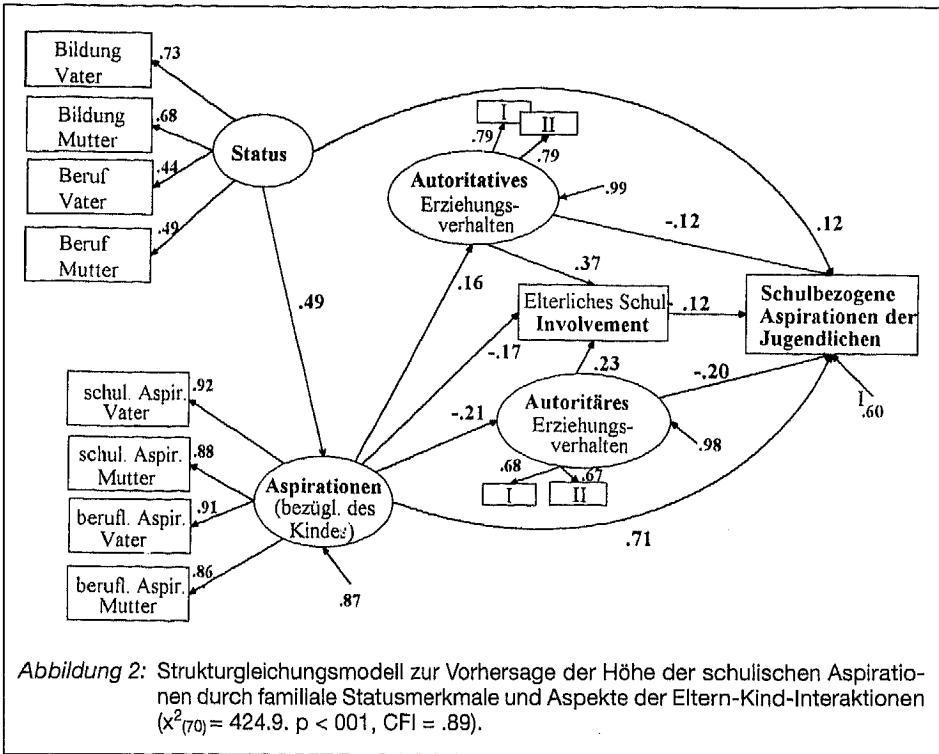 Bildung
Vater
.73
Bildung
Mutter
.68
Beruf
Vater
.44
Beruf
Mutter
.49
Status
I
II
.79
.79
Autoritatives
Erziehungs-
verhalten
.99
-.12
.12
.37
.16
.49
Elterliches Schul-
Involvement
.12
Schulbezogene
Aspirationen der
Jugendlichen
-.17
.23
-.20
-.21
Autoritäres
Erziehungs-
verhalten
.98
I
.60
.68
.67
I
II
schul. Aspir.
Vater
.92
schul. Aspir.
Mutter
.88
berufl. Aspir.
Vater
.91
berufl. Aspir.
Mutter
.86
Aspirationen
(bezügl. des
Kindes)
.87
.71
Abbildung 2: Strukturgleichungsmodell zur Vorhersage der Höhe der schulischen Aspiratio-
nen durch familiale Statusmerkmale und Aspekte der Eltern-Kind-Interaktionen
(x²(70) = 424.9. p < 001, CFI = .89).